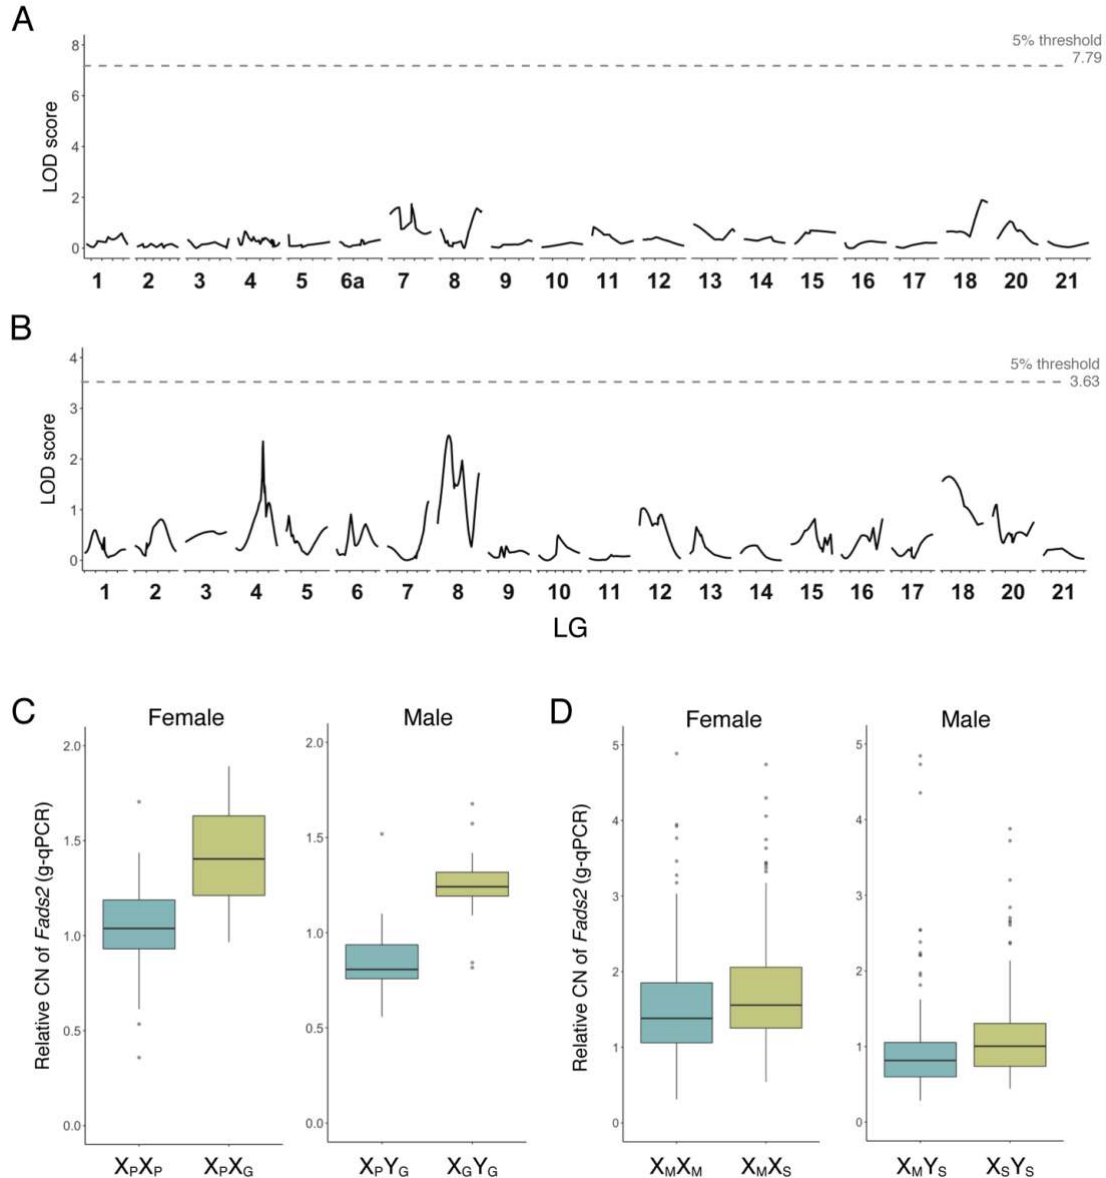 A
5% threshold
7.79
LOD score
8
6
4
2
0
1 2 3 4 5 6a 7 8 9 10 11 12 13 14 15 16 17 18 20 21
B
5% threshold
3.63
LOD score
4
3
2
1
0
1 2 3 4 5 6 7 8 9 10 11 12 13 14 15 16 17 18 20 21
LG
C
Female
Male
Relative CN of Fads2 (g-qPCR)
2.0
1.5
1.0
0.5
0.0
2.0
1.5
1.0
0.5
0.0
XPXP XPXG XPYG XGYG
D
Female
Male
Relative CN of Fads2 (g-qPCR)
5
4
3
2
1
0
5
4
3
2
1
0
XMXM XMXS XMYS XSYS